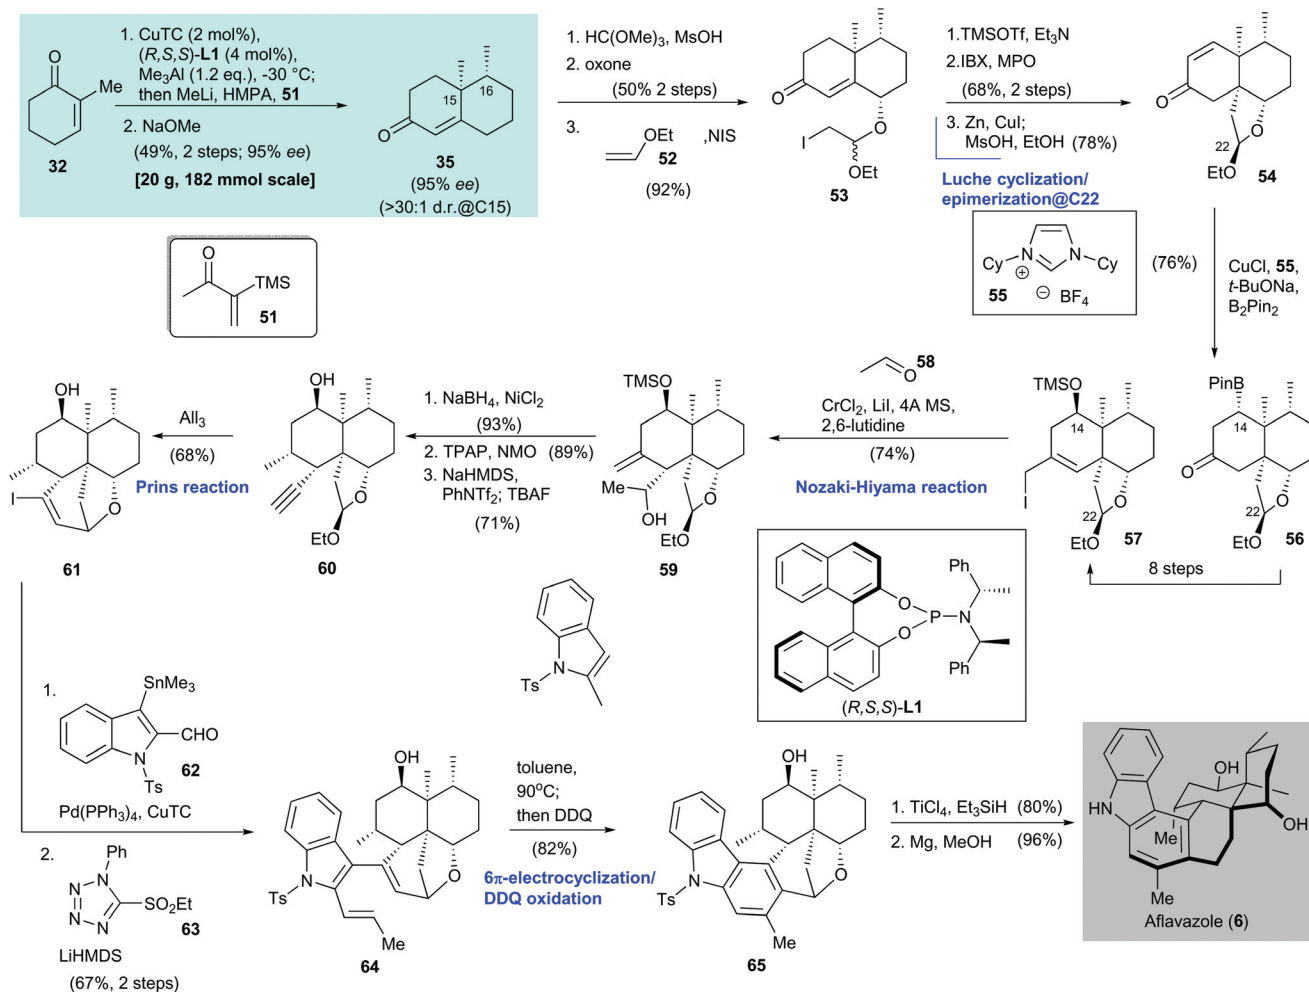 1. CuTC (2 mol%),
(R,S,S)-L1 (4 mol%),
Me3Al (1.2 eq.), -30 °C;
then MeLi, HMPA, 51
2. NaOMe
(49%, 2 steps; 95% ee)
[20 g, 182 mmol scale]
O
Me
32
15
16
O
35
(95% ee)
(>30:1 d.r.@C15)
1. HC(OMe)3, MsOH
2. oxone
(50% 2 steps)
3.
OEt
,NIS
52
(92%)
O
O
I
OEt
53
1.TMSOTf, Et3N
2.IBX, MPO
(68%, 2 steps)
3. Zn, CuI;
MsOH, EtOH (78%)
Luche cyclization/
epimerization@C22
O
O
22
EtO
54
O
TMS
51
N
N
Cy
Cy
⊕
55
⊖ BF4
(76%)
CuCl, 55,
t-BuONa,
B2Pin2
OH
I
O
61
AlI3
(68%)
Prins reaction
OH
O
EtO
60
1. NaBH4, NiCl2
(93%)
2. TPAP, NMO (89%)
3. NaHMDS,
PhNTf2; TBAF
(71%)
TMSO
Me
OH
O
EtO
59
58
O
CrCl2, LiI, 4A MS,
2,6-lutidine
(74%)
Nozaki-Hiyama reaction
TMSO
14
I
O
22
EtO
57
PinB
14
O
O
22
EtO
56
8 steps
N
Ts
Ph
O
P
N
O
Ph
(R,S,S)-L1
1.
SnMe3
CHO
N
Ts
62
Pd(PPh3)4, CuTC
2.
Ph
N
N
N
N
SO2Et
63
LiHMDS
(67%, 2 steps)
OH
N
Ts
O
Me
64
toluene,
90°C;
then DDQ
(82%)
6π-electrocyclization/
DDQ oxidation
OH
N
Ts
O
Me
65
1. TiCl4, Et3SiH (80%)
2. Mg, MeOH (96%)
OH
HN
Me
OH
Me
Aflavazole (6)